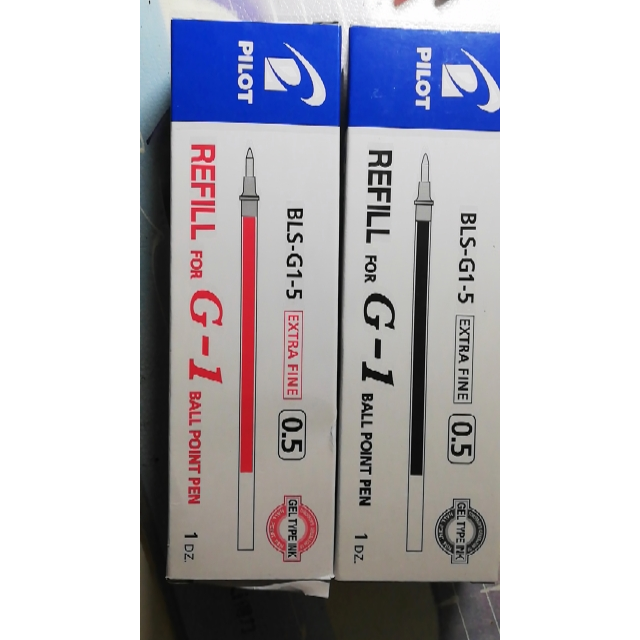 PILOT
BLS-G1-5 EXTRA FINE 0.5
REFILL FOR G-1 BALL POINT PEN
GEL TYPE INK
1 DZ.
PILOT
BLS-G1-5 EXTRA FINE 0.5
REFILL FOR G-1 BALL POINT PEN
GEL TYPE INK
1 DZ.